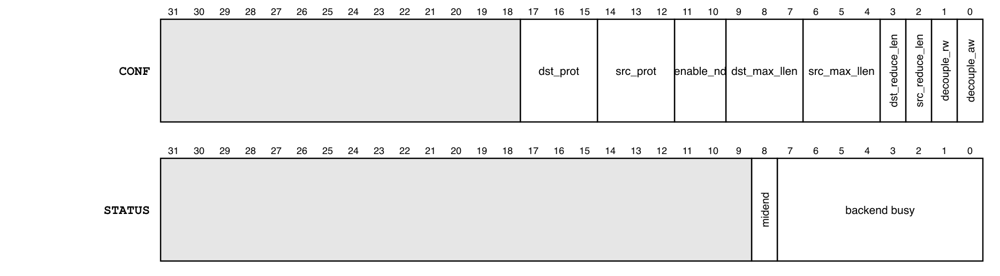 31 30 29 28 27 26 25 24 23 22 21 20 19 18 17 16 15 14 13 12 11 10 9 8 7 6 5 4 3 2 1 0
CONF dst_prot src_prot enable_nd dst_max_llen src_max_llen dst_reduce_len src_reduce_len decouple_rw decouple_aw
31 30 29 28 27 26 25 24 23 22 21 20 19 18 17 16 15 14 13 12 11 10 9 8 7 6 5 4 3 2 1 0
STATUS midend backend busy